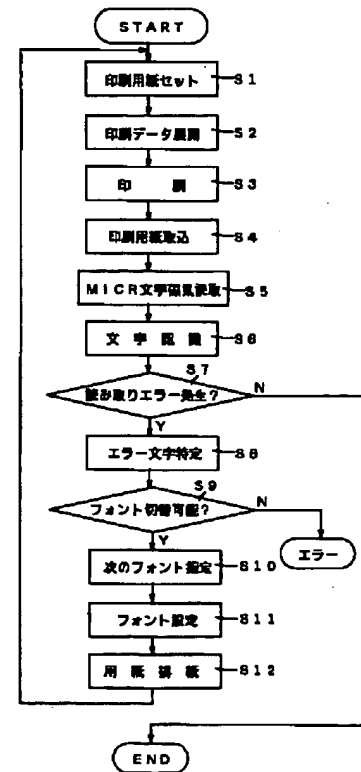 START
印刷用紙セット S1
印刷データ展開 S2
印刷 S3
印刷用紙取込 S4
MICR文字磁気読取 S5
文字認識 S6
S7
読み取りエラー発生? N
Y
エラー文字特定 S8
S9
フォント切替可能? N
Y
エラー
次のフォント指定 S10
フォント設定 S11
用紙排紙 S12
END